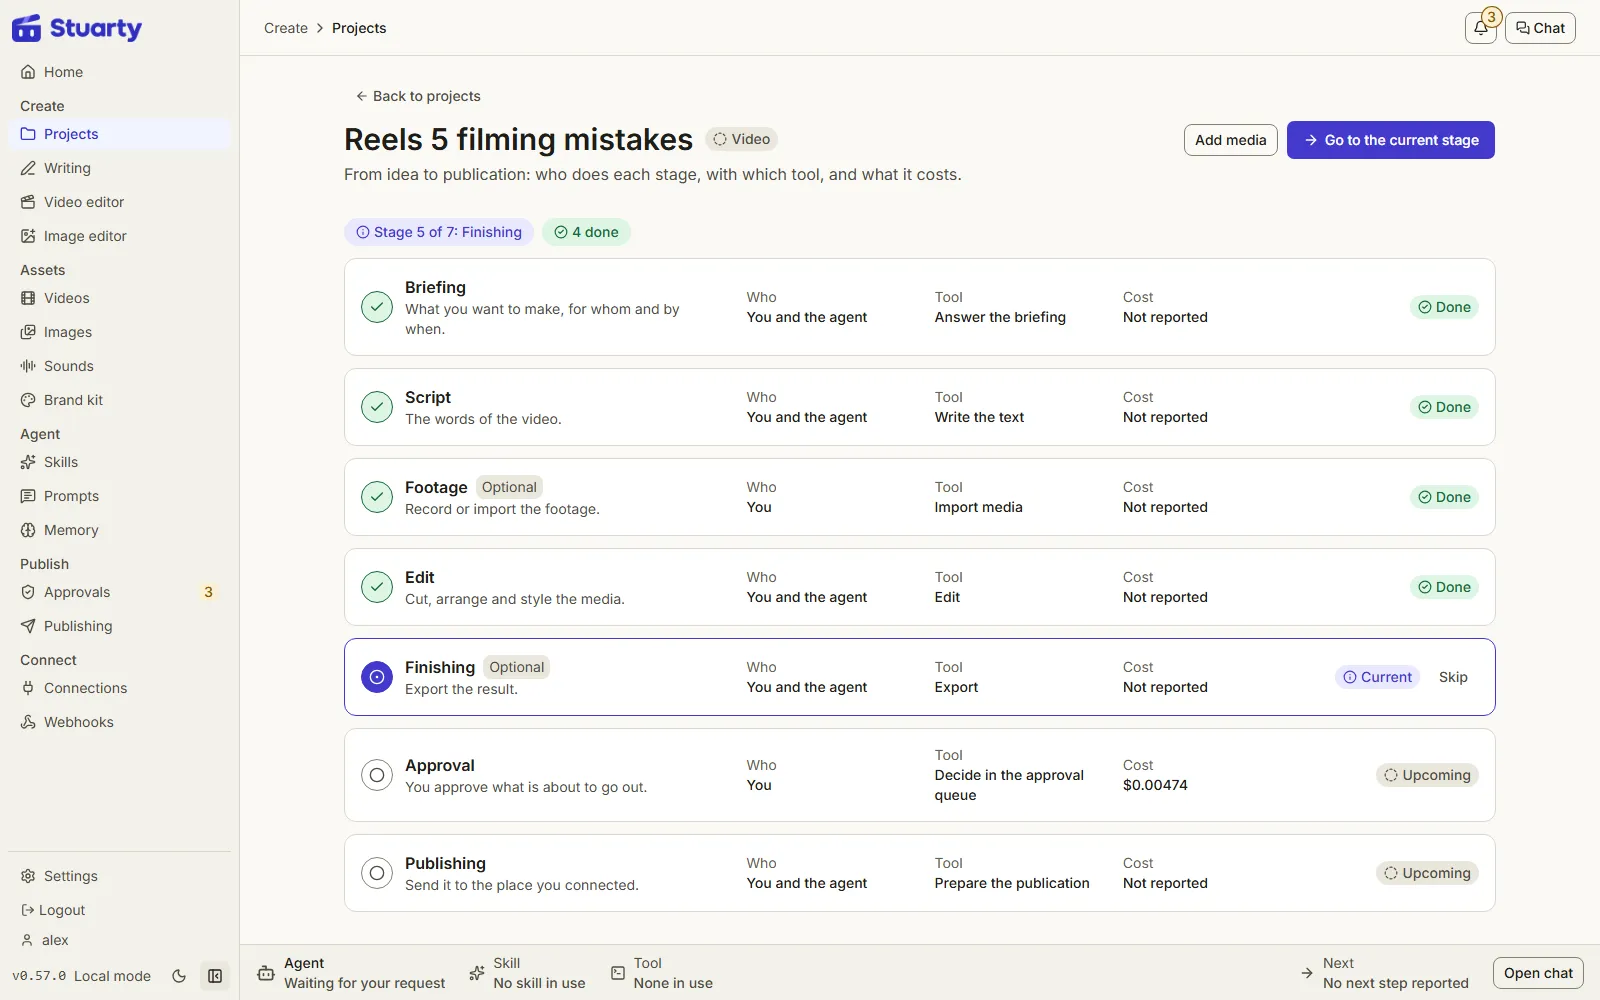 Stuarty
Home
Create
Projects
Writing
Video editor
Image editor
Assets
Videos
Images
Sounds
Brand kit
Agent
Skills
Prompts
Memory
Publish
Approvals 3
Publishing
Connect
Connections
Webhooks
Settings
Logout
alex
v0.57.0 Local mode
Create > Projects
3
Chat
← Back to projects
Reels 5 filming mistakes Video
Add media
→ Go to the current stage
From idea to publication: who does each stage, with which tool, and what it costs.
Stage 5 of 7: Finishing 4 done
Briefing
What you want to make, for whom and by
when.
Who
You and the agent
Tool
Answer the briefing
Cost
Not reported
Done
Script
The words of the video.
Who
You and the agent
Tool
Write the text
Cost
Not reported
Done
Footage Optional
Record or import the footage.
Who
You
Tool
Import media
Cost
Not reported
Done
Edit
Cut, arrange and style the media.
Who
You and the agent
Tool
Edit
Cost
Not reported
Done
Finishing Optional
Export the result.
Who
You and the agent
Tool
Export
Cost
Not reported
Current
Skip
Approval
You approve what is about to go out.
Who
You
Tool
Decide in the approval
queue
Cost
$0.00474
Upcoming
Publishing
Send it to the place you connected.
Who
You and the agent
Tool
Prepare the publication
Cost
Not reported
Upcoming
Agent
Waiting for your request
Skill
No skill in use
Tool
None in use
Next
No next step reported
Open chat